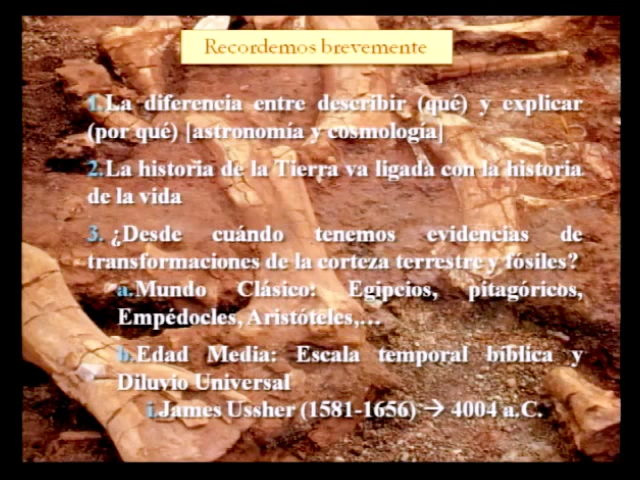 Recordemos brevemente
1. La diferencia entre describir (qué) y explicar
(por qué) [astronomía y cosmología]
2. La historia de la Tierra va ligada con la historia
de la vida
3. ¿Desde cuándo tenemos evidencias de
transformaciones de la corteza terrestre y fósiles?
a. Mundo Clásico: Egipcios, pitagóricos,
Empédocles, Aristóteles,…
b. Edad Media: Escala temporal bíblica y
Diluvio Universal
i. James Ussher (1581-1656) → 4004 a.C.